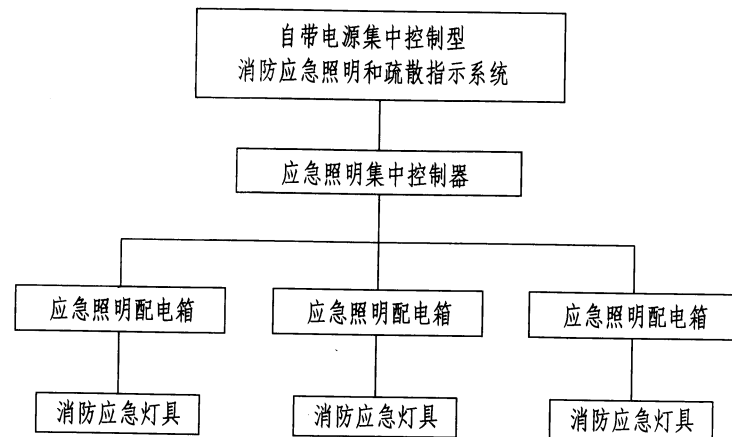 自带电源集中控制型
消防应急照明和疏散指示系统
应急照明集中控制器
应急照明配电箱
应急照明配电箱
应急照明配电箱
消防应急灯具
消防应急灯具
消防应急灯具